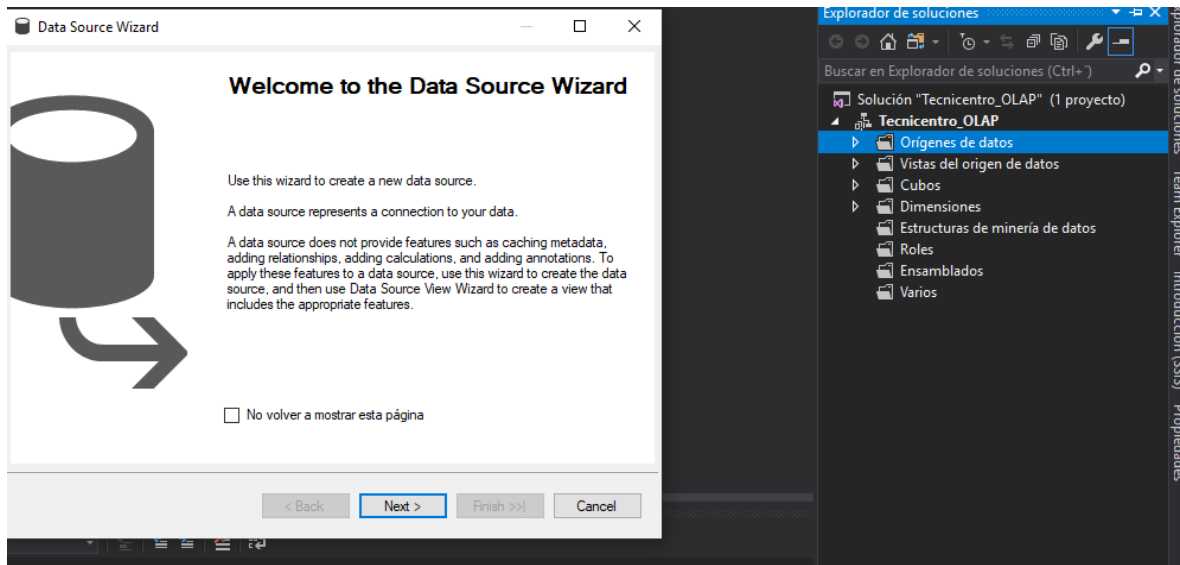 Data Source Wizard
Welcome to the Data Source Wizard
Use this wizard to create a new data source.
A data source represents a connection to your data.
A data source does not provide features such as caching metadata,
adding relationships, adding calculations, and adding annotations. To
apply these features to a data source, use this wizard to create the data
source, and then use Data Source View Wizard to create a view that
includes the appropriate features.
No volver a mostrar esta página
< Back
Next >
Finish >>|
Cancel
Explorador de soluciones
Buscar en Explorador de soluciones (Ctrl+¨)
Solución "Tecnicentro_OLAP" (1 proyecto)
Tecnicentro_OLAP
Orígenes de datos
Vistas del origen de datos
Cubos
Dimensiones
Estructuras de minería de datos
Roles
Ensamblados
Varios
Explorador de soluciones
Team Explorer
Introducción (SSIS)
Propiedades